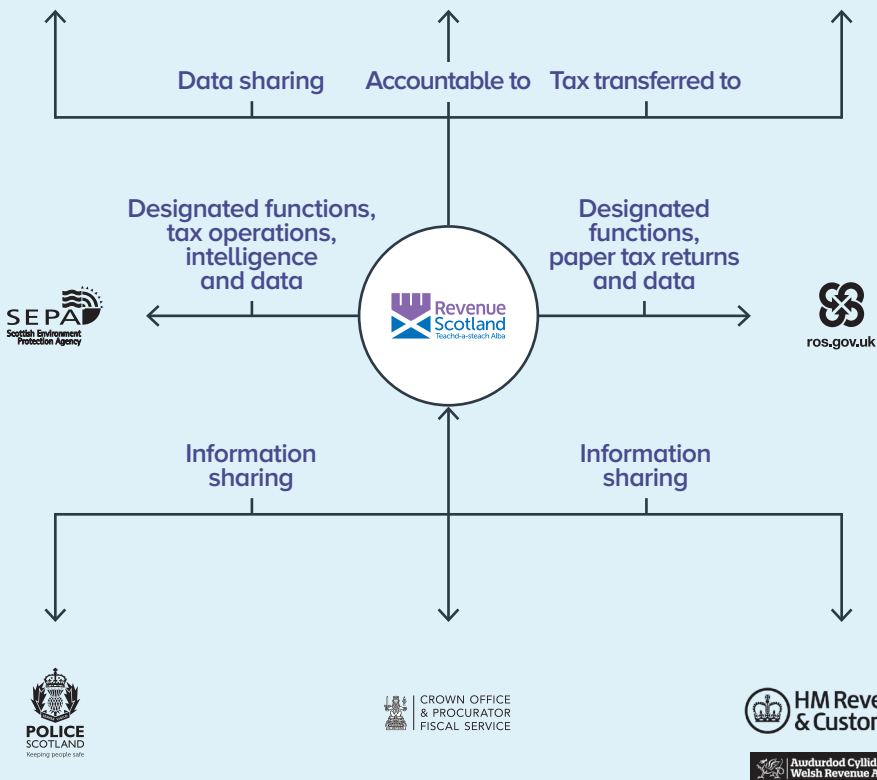 Data sharing
Accountable to
Tax transferred to
Designated functions,
tax operations,
intelligence
and data
Designated
functions,
paper tax returns
and data
SEPA
Scottish Environment
Protection Agency
Revenue
Scotland
Teachd-a-steach Alba
ros.gov.uk
Information
sharing
Information
sharing
POLICE
SCOTLAND
Keeping people safe
CROWN OFFICE
& PROCURATOR
FISCAL SERVICE
HM Reve
& Custom
Awdurdod Cyllid
Welsh Revenue A